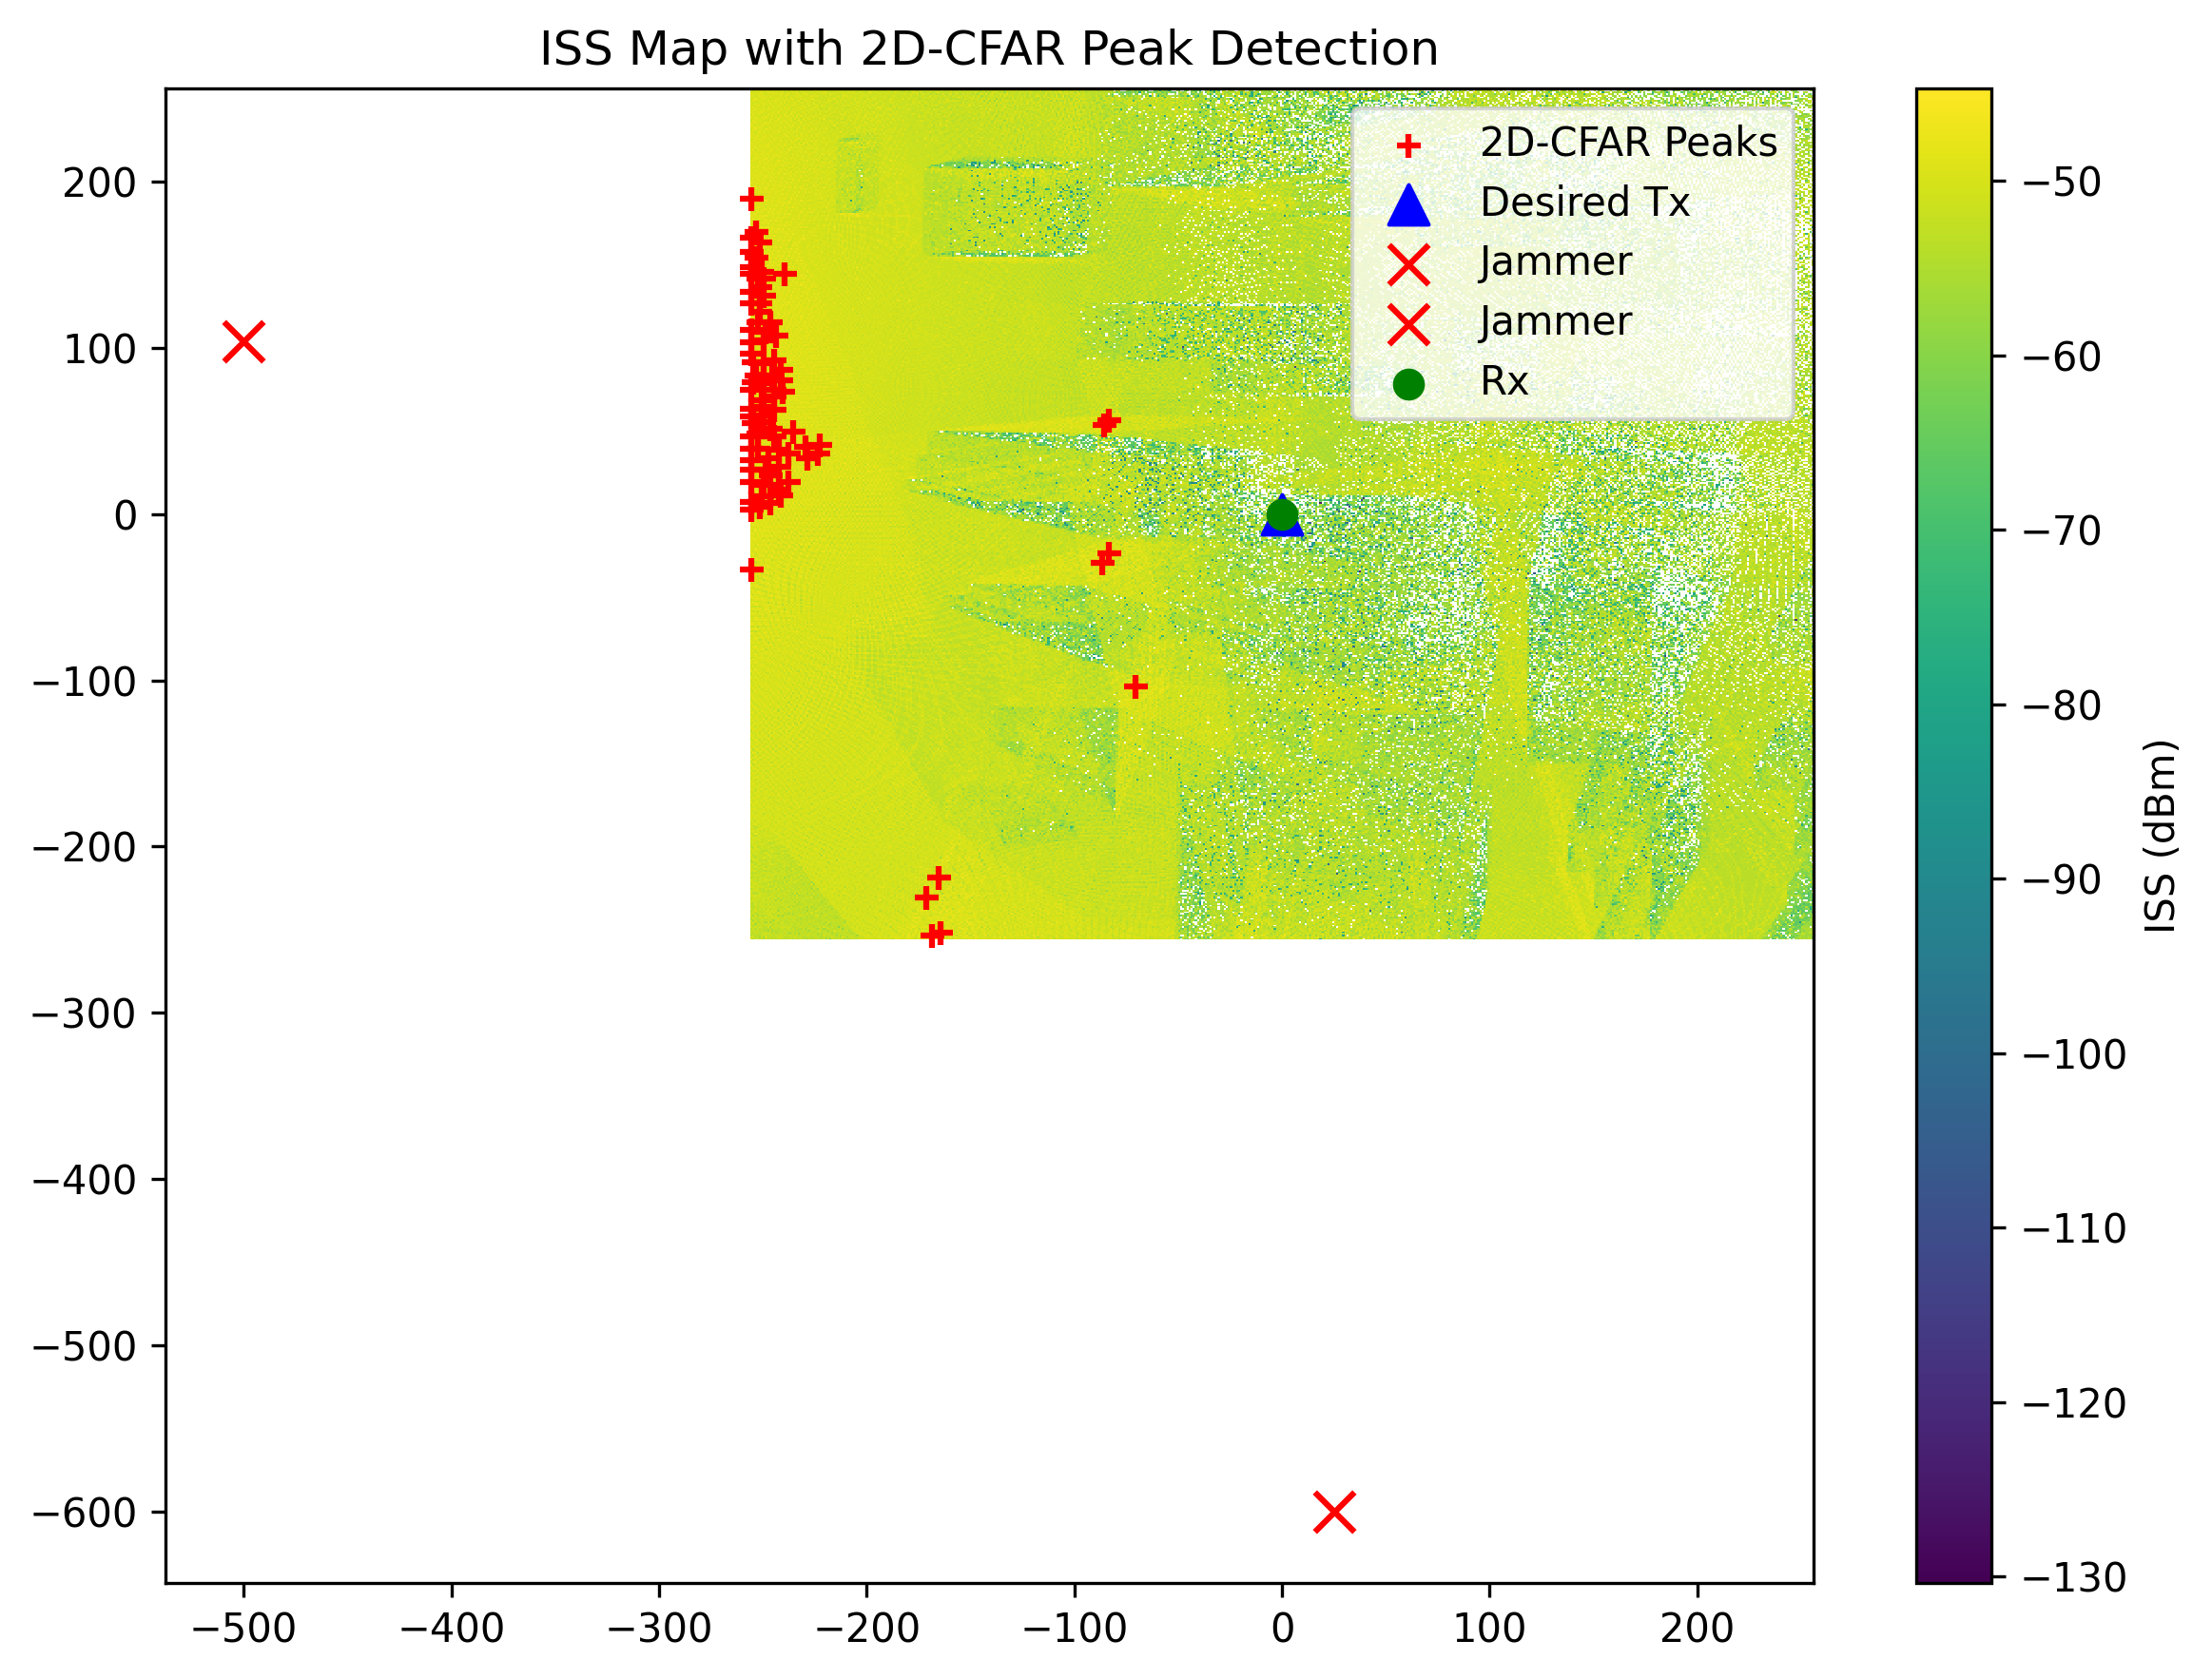 ISS Map with 2D-CFAR Peak Detection
2D-CFAR Peaks
Desired Tx
Jammer
Jammer
Rx
200
100
0
−100
−200
−300
−400
−500
−600
−500 −400 −300 −200 −100 0 100 200
−50
−60
−70
−80
−90
−100
−110
−120
−130
ISS (dBm)